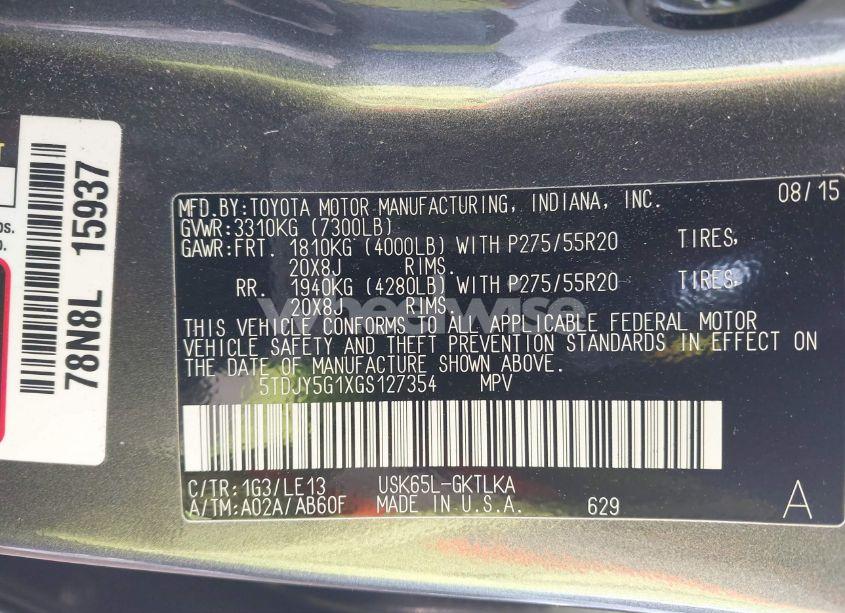 78N8L 15937
MFD.BY:TOYOTA MOTOR MANUFACTURING, INDIANA, INC. 08/15
GVWR:3310KG (7300LB)
GAWR:FRT. 1810KG (4000LB) WITH P275/55R20 TIRES,
20X8J RIMS.
RR. 1940KG (4280LB) WITH P275/55R20 TIRES,
20X8J RIMS.
THIS VEHICLE CONFORMS TO ALL APPLICABLE FEDERAL MOTOR
VEHICLE SAFETY AND THEFT PREVENTION STANDARDS IN EFFECT ON
THE DATE OF MANUFACTURE SHOWN ABOVE.
5TDJY5G1XGS127354 MPV
C/TR:1G3/LE13 USK65L-GKTLKA
A/TM:A02A/AB60F MADE IN U.S.A. 629 A